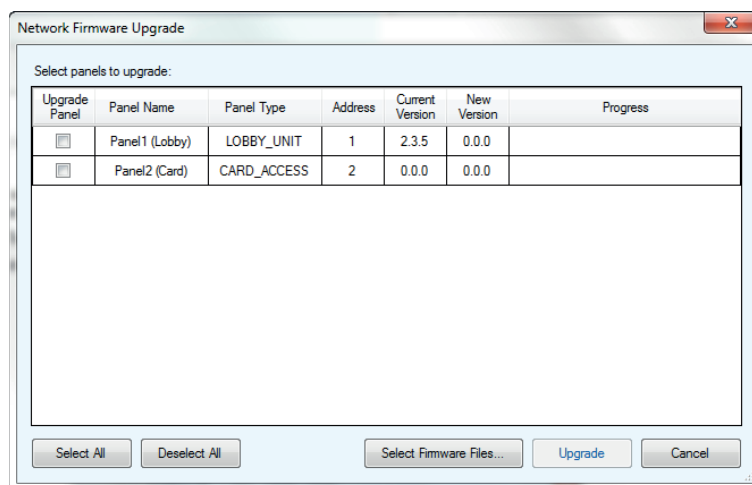 Network Firmware Upgrade
Select panels to upgrade:
Upgrade Panel Panel Name Panel Type Address Current Version New Version Progress
Panel1 (Lobby) LOBBY_UNIT 1 2.3.5 0.0.0
Panel2 (Card) CARD_ACCESS 2 0.0.0 0.0.0
Select All Deselect All Select Firmware Files... Upgrade Cancel